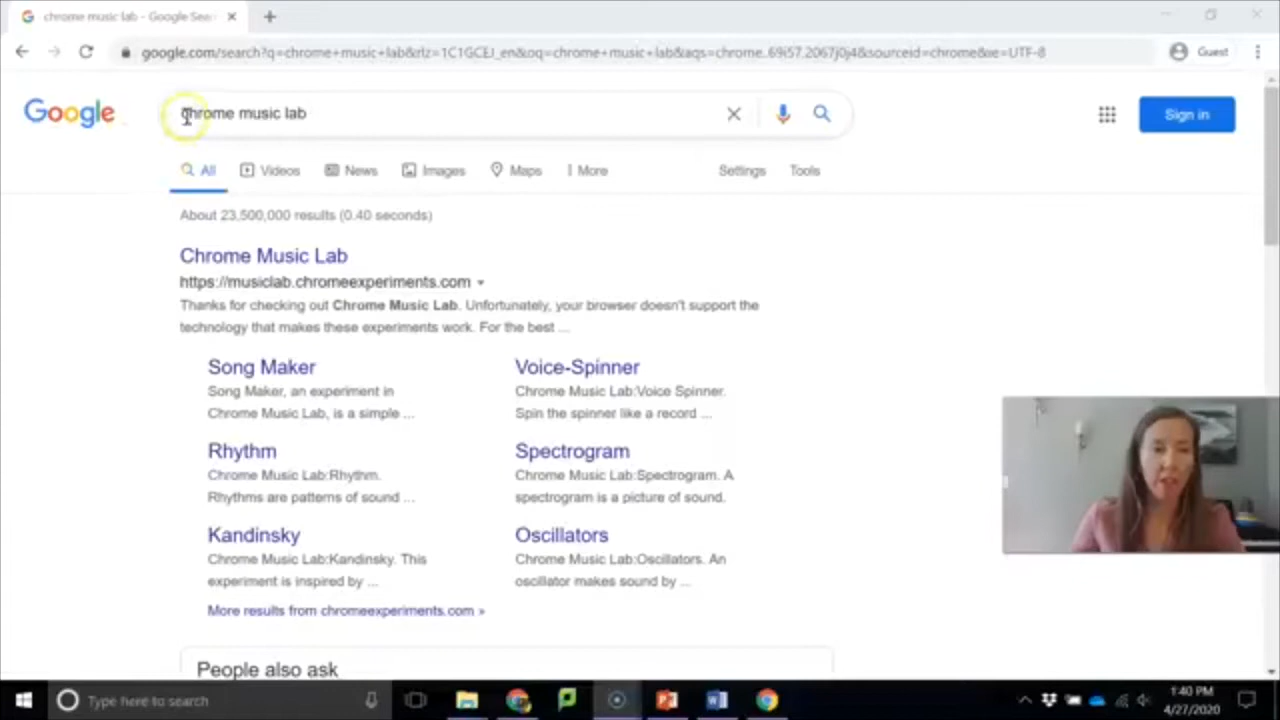 chrome music lab - Google Sear
google.com/search?q=chrome+music+lab&rlz=1C1GCEJ_en&oq=chrome+music+lab&aqs=chrome..69i57.2067j0j4&sourceid=chrome&ie=UTF-8
Guest
Google
chrome music lab
Sign in
All Videos News Images Maps More Settings Tools
About 23,500,000 results (0.40 seconds)
Chrome Music Lab
https://musiclab.chromeexperiments.com
Thanks for checking out Chrome Music Lab. Unfortunately, your browser doesn't support the
technology that makes these experiments work. For the best ...
Song Maker
Song Maker, an experiment in
Chrome Music Lab, is a simple ...
Voice-Spinner
Chrome Music Lab:Voice Spinner.
Spin the spinner like a record ...
Rhythm
Chrome Music Lab:Rhythm.
Rhythms are patterns of sound ...
Spectrogram
Chrome Music Lab:Spectrogram. A
spectrogram is a picture of sound.
Kandinsky
Chrome Music Lab:Kandinsky. This
experiment is inspired by ...
Oscillators
Chrome Music Lab:Oscillators. An
oscillator makes sound by ...
More results from chromeexperiments.com »
People also ask
Type here to search
1:40 PM
4/27/2020